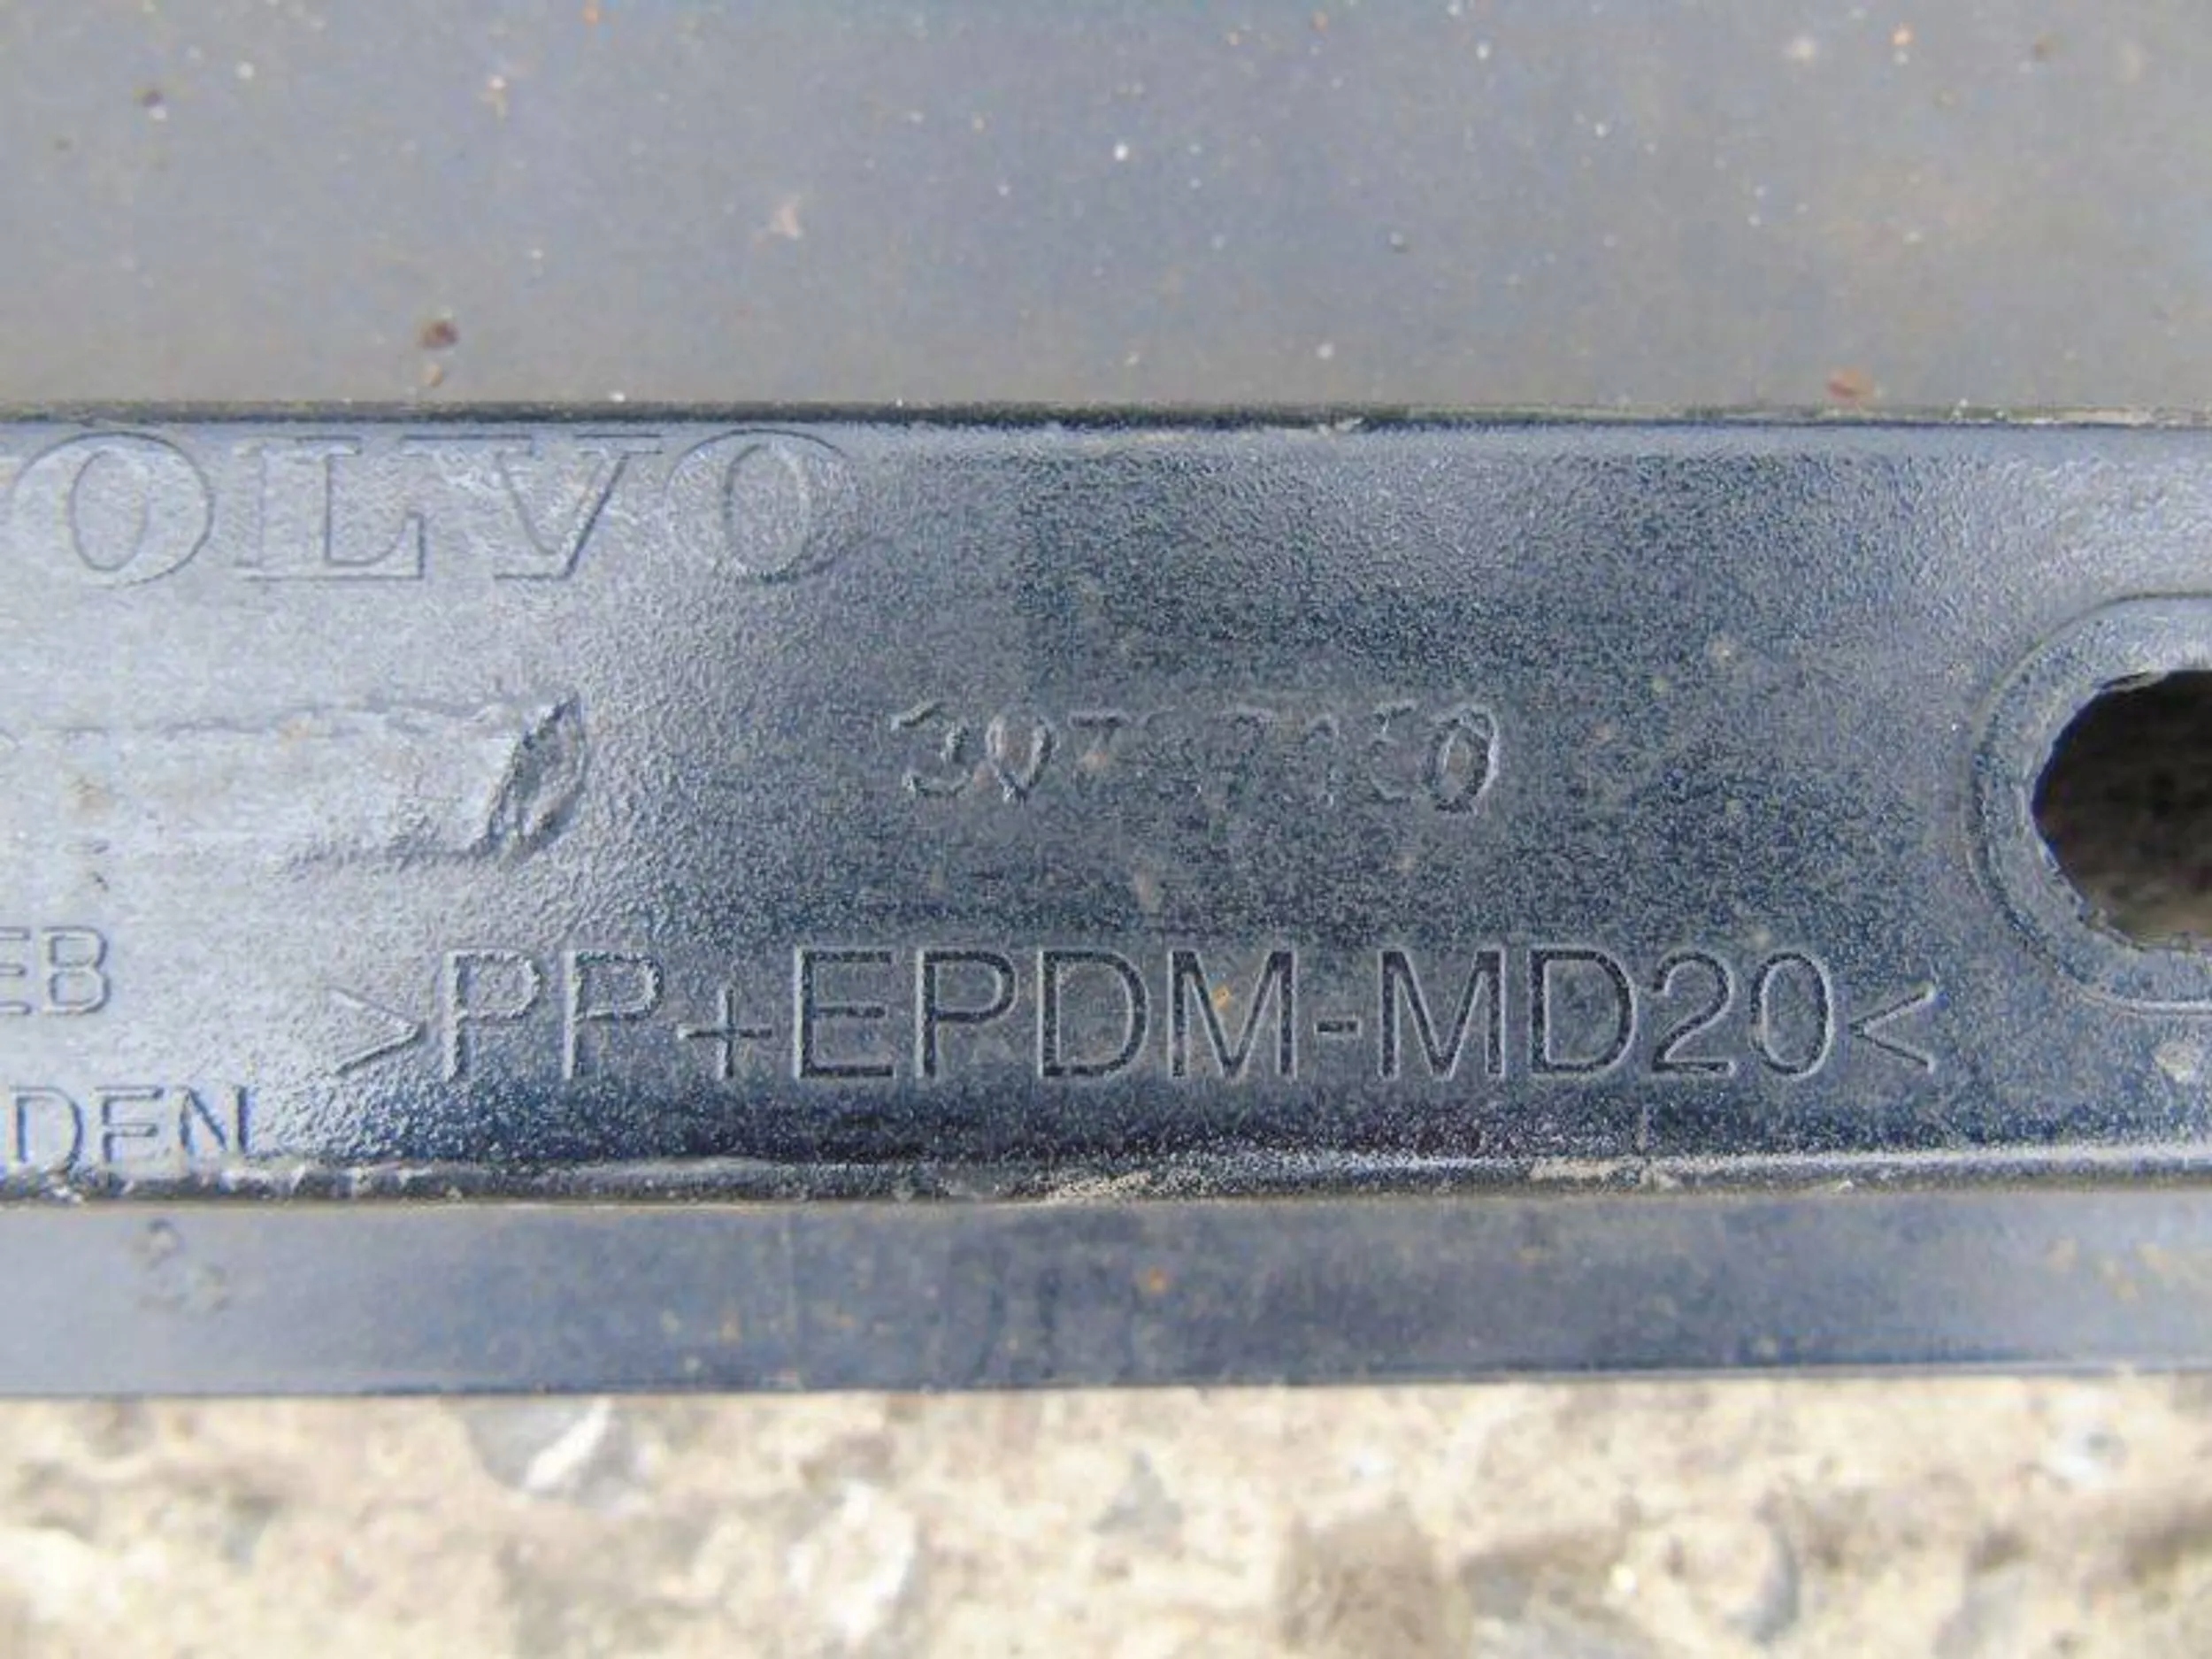 OLVO
EB
>PP+EPDM-MD20<
DEN